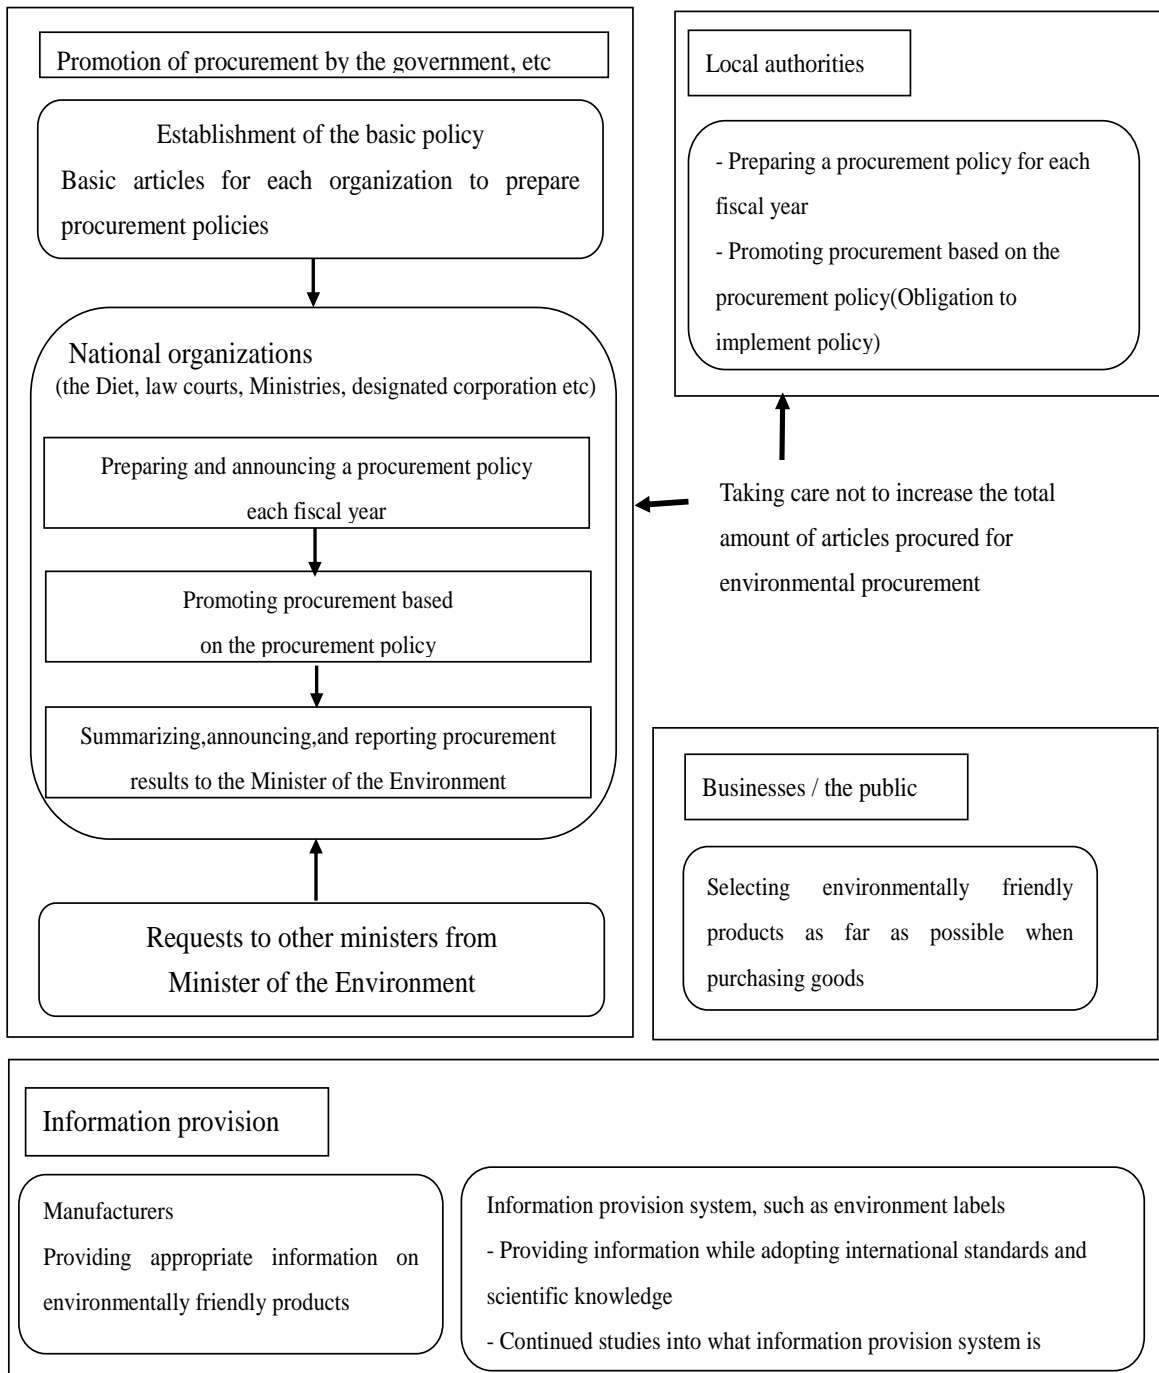 Promotion of procurement by the government, etc
Establishment of the basic policy
Basic articles for each organization to prepare
procurement policies
National organizations
(the Diet, law courts, Ministries, designated corporation etc)
Preparing and announcing a procurement policy
each fiscal year
Promoting procurement based
on the procurement policy
Summarizing,announcing,and reporting procurement
results to the Minister of the Environment
Requests to other ministers from
Minister of the Environment
Local authorities
- Preparing a procurement policy for each
fiscal year
- Promoting procurement based on the
procurement policy(Obligation to
implement policy)
Taking care not to increase the total
amount of articles procured for
environmental procurement
Businesses / the public
Selecting environmentally friendly
products as far as possible when
purchasing goods
Information provision
Manufacturers
Providing appropriate information on
environmentally friendly products
Information provision system, such as environment labels
- Providing information while adopting international standards and
scientific knowledge
- Continued studies into what information provision system is